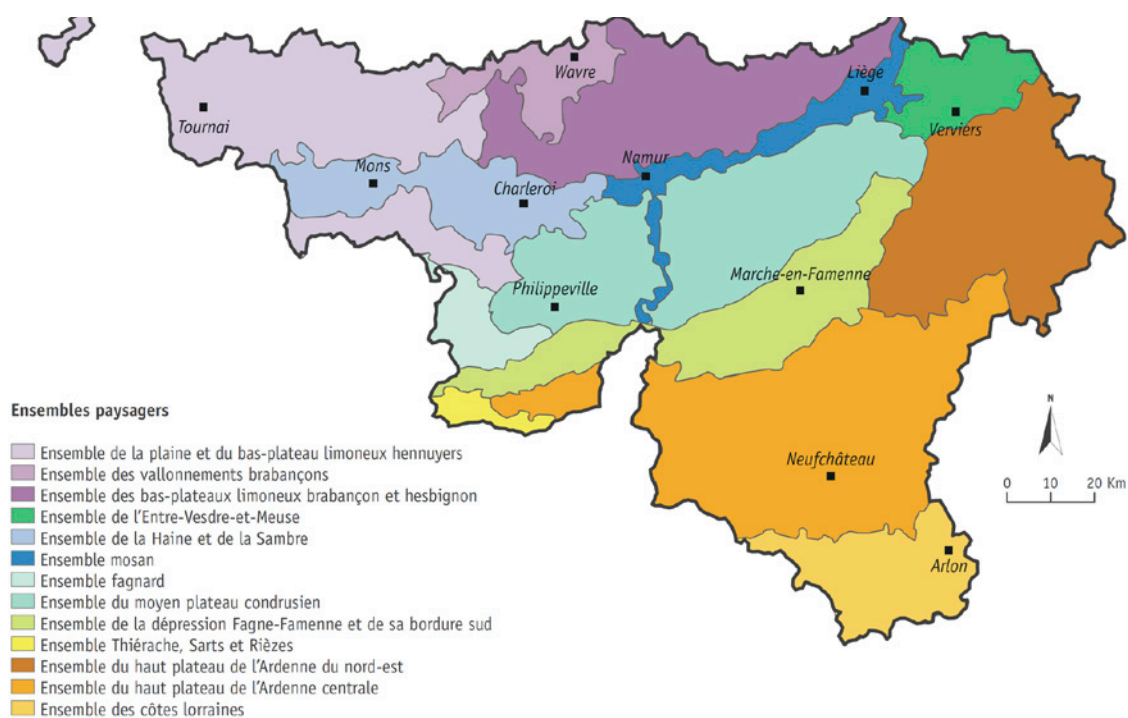 Wavre
Liège
Tournai
Verviers
Mons
Namur
Charleroi
Marche-en-Famenne
Philippeville
Ensembles paysagers
Ensemble de la plaine et du bas-plateau limoneux hennuyers
Ensemble des vallonnements brabançons
Ensemble des bas-plateaux limoneux brabançon et hesbignon
Ensemble de l'Entre-Vesdre-et-Meuse
Ensemble de la Haine et de la Sambre
Ensemble mosan
Ensemble fagnard
Ensemble du moyen plateau condrusien
Ensemble de la dépression Fagne-Famenne et de sa bordure sud
Ensemble Thiérache, Sarts et Rièzes
Ensemble du haut plateau de l'Ardenne du nord-est
Ensemble du haut plateau de l'Ardenne centrale
Ensemble des côtes lorraines
N
Neufchâteau
0 10 20 Km
Arlon